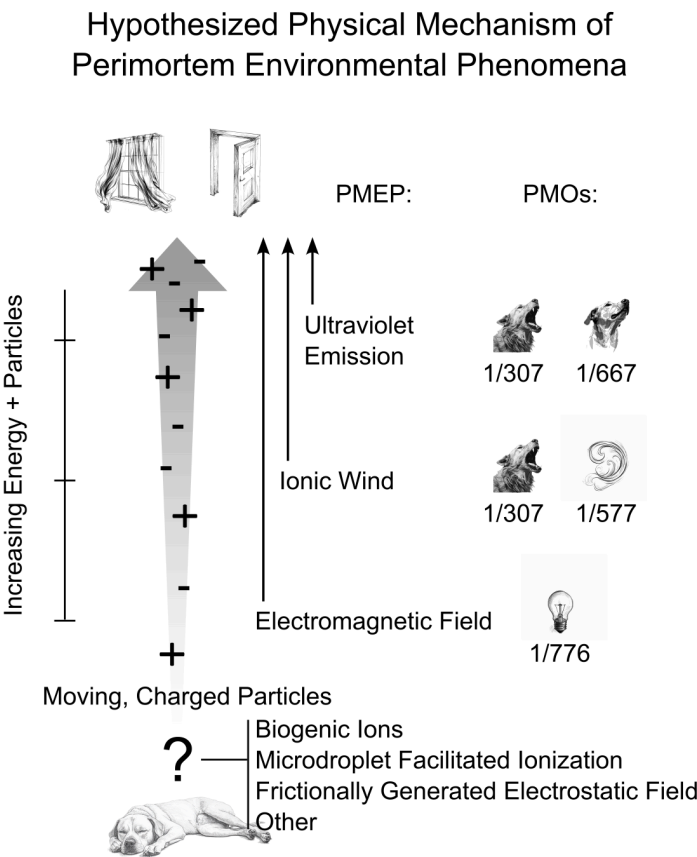 Hypothesized Physical Mechanism of
Perimortem Environmental Phenomena
PMEP:
PMOs:
Increasing Energy + Particles
+
-
-
+
-
+
-
-
+
-
+
Ultraviolet
Emission
1/307
1/667
Ionic Wind
1/307
1/577
Electromagnetic Field
1/776
Moving, Charged Particles
?
Biogenic Ions
Microdroplet Facilitated Ionization
Frictionally Generated Electrostatic Field
Other